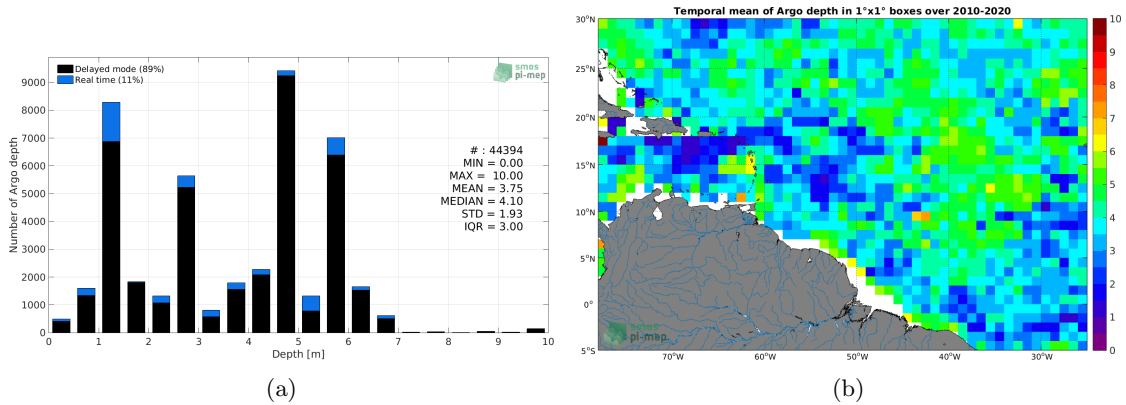 Delayed mode (89%)
Real time (11%)
smos
pi-mep
Number of Argo depth
9000
8000
7000
6000
5000
4000
3000
2000
1000
0
# : 44394
MIN = 0.00
MAX = 10.00
MEAN = 3.75
MEDIAN = 4.10
STD = 1.93
IQR = 3.00
0 1 2 3 4 5 6 7 8 9 10
Depth [m]
(a)
Temporal mean of Argo depth in 1°x1° boxes over 2010-2020
30°N
25°N
20°N
15°N
10°N
5°N
0°
5°S
70°W 60°W 50°W 40°W 30°W
smos
pi-mep
10
9
8
7
6
5
4
3
2
1
0
(b)